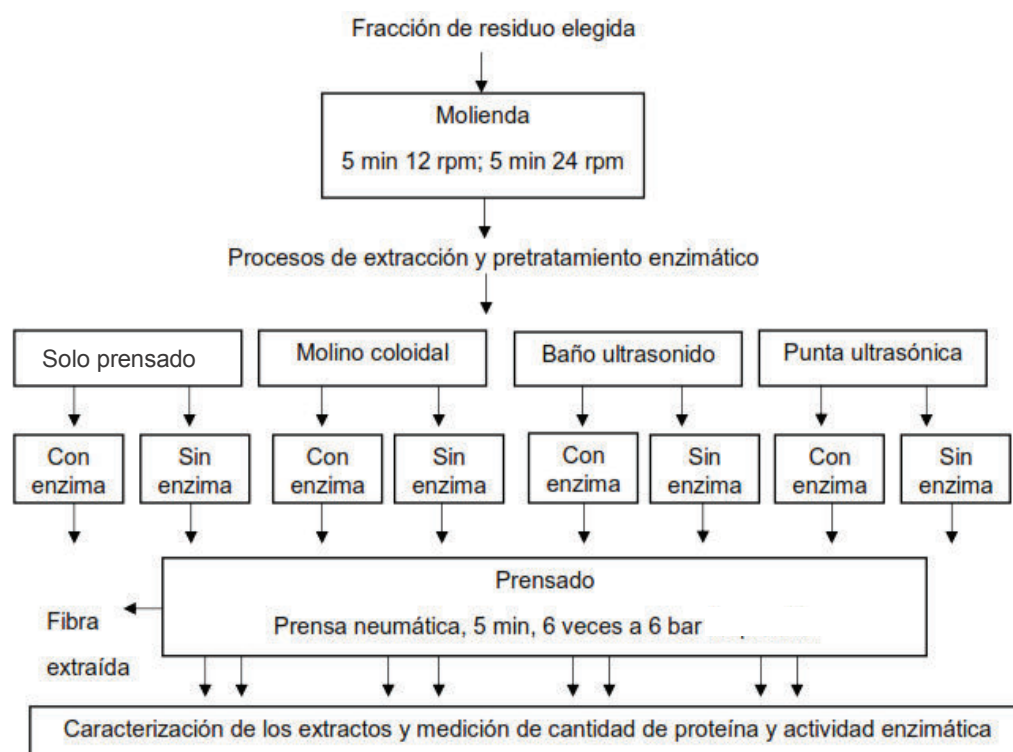 Fracción de residuo elegida
Molienda
5 min 12 rpm; 5 min 24 rpm
Procesos de extracción y pretratamiento enzimático
Solo prensado
Molino coloidal
Baño ultrasonido
Punta ultrasónica
Con
enzima
Sin
enzima
Con
enzima
Sin
enzima
Con
enzima
Sin
enzima
Con
enzima
Sin
enzima
Prensado
Prensa neumática, 5 min, 6 veces a 6 bar
Fibra
extraída
Caracterización de los extractos y medición de cantidad de proteína y actividad enzimática